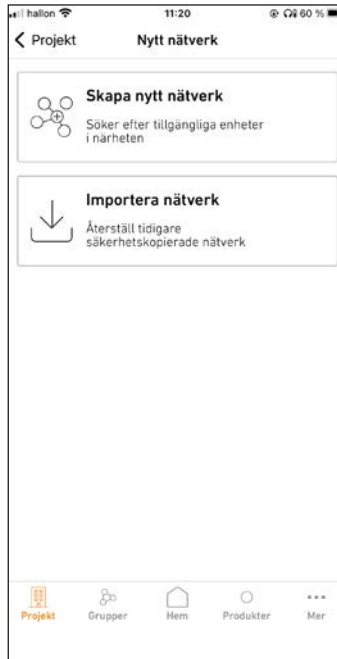 hallon 11:20 60 %
Projekt Nytt nätverk
Skapa nytt nätverk
Söker efter tillgängliga enheter
i närheten
Importera nätverk
Återställ tidigare
säkerhetskopierade nätverk
Projekt Grupper Hem Produkter Mer